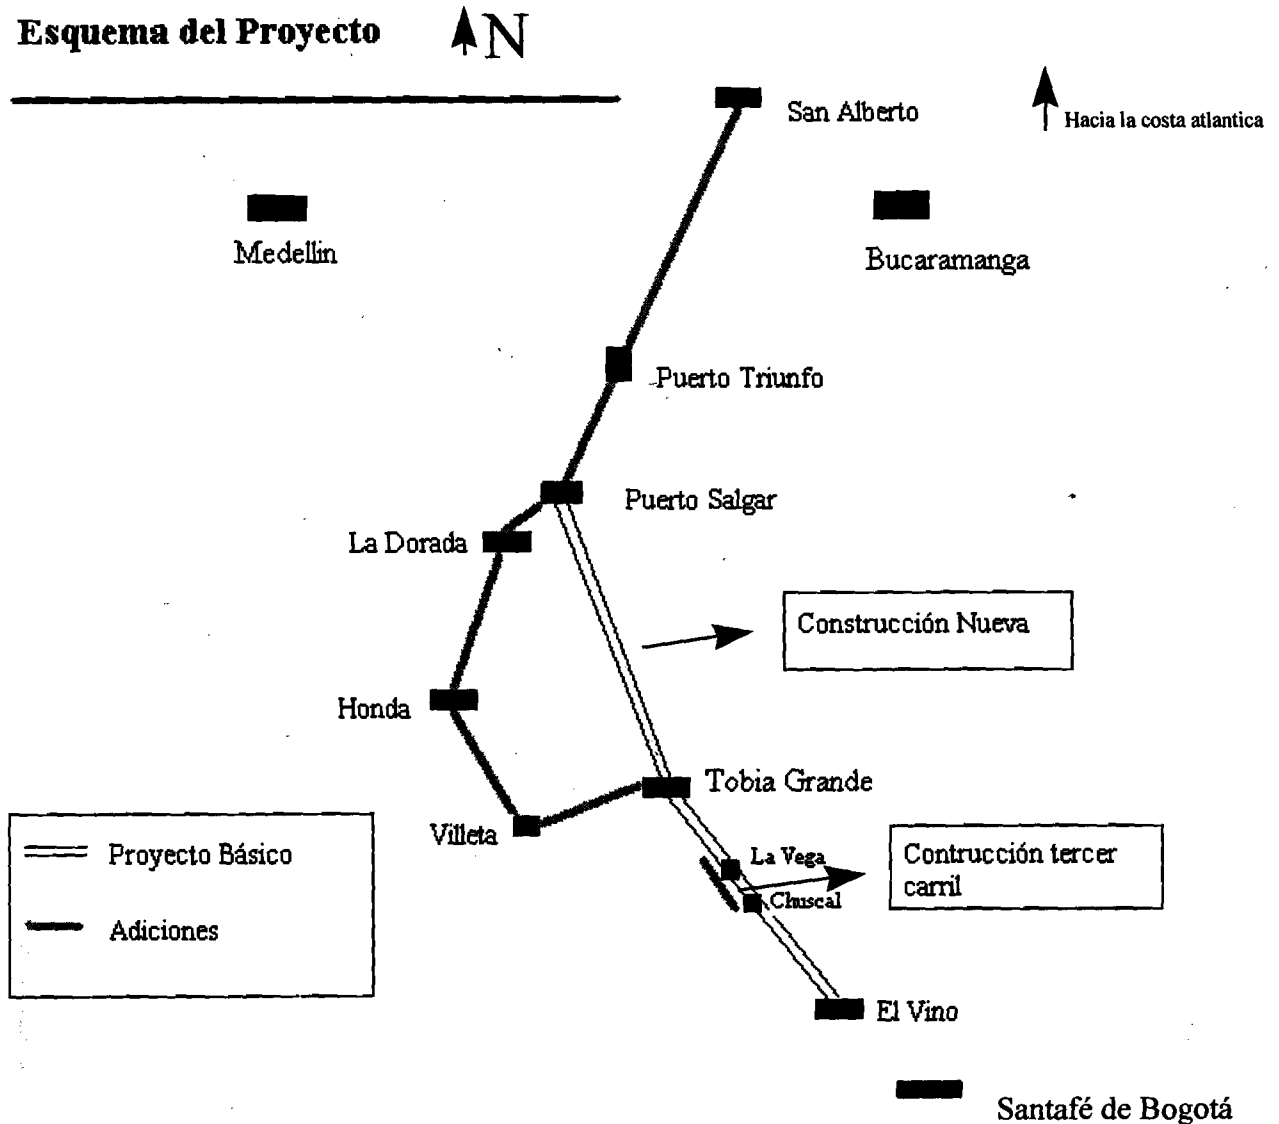 Esquema del Proyecto
N
San Alberto
Hacia la costa atlantica
Medellin
Bucaramanga
Puerto Triunfo
Puerto Salgar
La Dorada
Construcción Nueva
Honda
Tobia Grande
Villeta
La Vega
Contrucción tercer
carril
Chuscal
Proyecto Básico
Adiciones
El Vino
Santafé de Bogotá